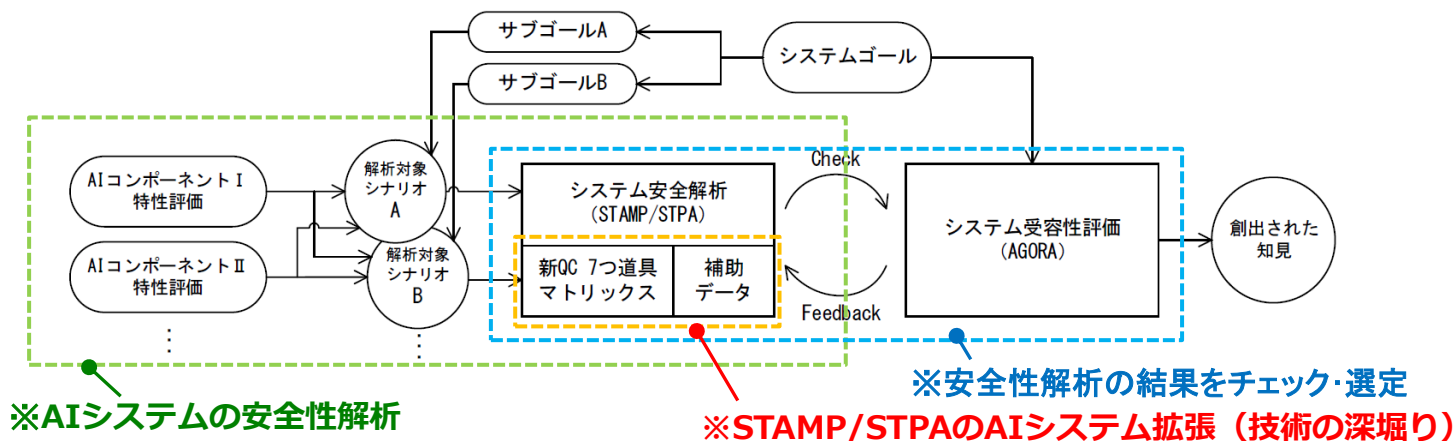 サブゴールA
システムゴール
サブゴールB
AIコンポーネントⅠ
特性評価
AIコンポーネントⅡ
特性評価
⋮
解析対象
シナリオ
A
解析対象
シナリオ
B
⋮
システム安全解析
(STAMP/STPA)
新QC 7つ道具
マトリックス
補助
データ
Check
Feedback
システム受容性評価
(AGORA)
創出された
知見
※AIシステムの安全性解析
※安全性解析の結果をチェック・選定
※STAMP/STPAのAIシステム拡張（技術の深堀り）